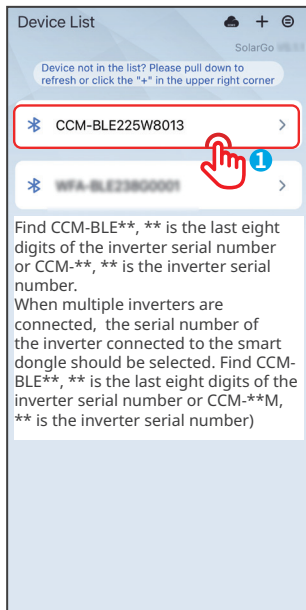 Device List
SolarGo
Device not in the list? Please pull down to
refresh or click the "+" in the upper right corner
CCM-BLE225W8013
1
WFA-BLE238G0001
Find CCM-BLE**, ** is the last eight
digits of the inverter serial number
or CCM-**, ** is the inverter serial
number.
When multiple inverters are
connected, the serial number of
the inverter connected to the smart
dongle should be selected. Find CCM-
BLE**, ** is the last eight digits of the
inverter serial number or CCM-**M,
** is the inverter serial number)